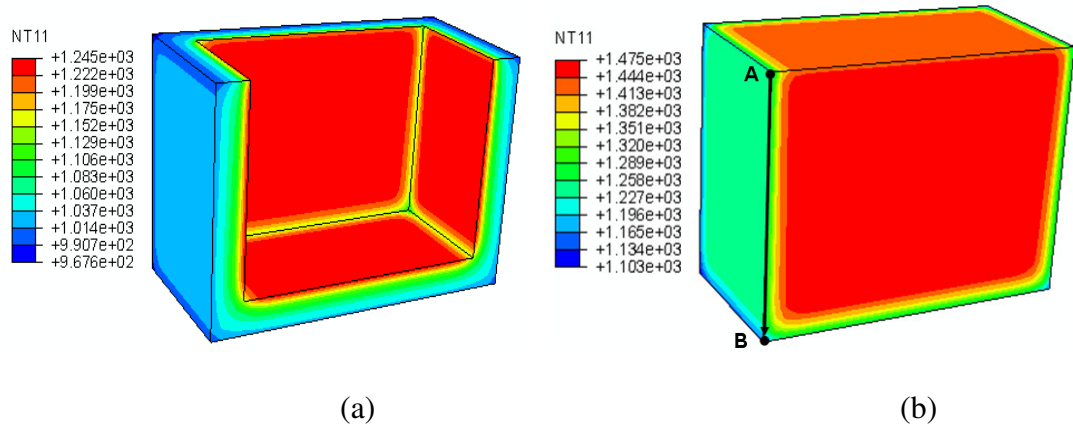 NT11
+1.245e+03
+1.222e+03
+1.199e+03
+1.175e+03
+1.152e+03
+1.129e+03
+1.106e+03
+1.083e+03
+1.060e+03
+1.037e+03
+1.014e+03
+9.907e+02
+9.676e+02
NT11
+1.475e+03
+1.444e+03
+1.413e+03
+1.382e+03
+1.351e+03
+1.320e+03
+1.289e+03
+1.258e+03
+1.227e+03
+1.196e+03
+1.165e+03
+1.134e+03
+1.103e+03
A
B
(a)
(b)